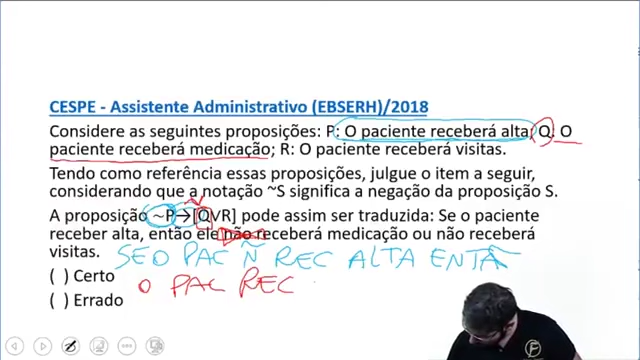 CESPE - Assistente Administrativo (EBSERH)/2018
Considere as seguintes proposições: P: O paciente receberá alta; Q: O
paciente receberá medicação; R: O paciente receberá visitas.
Tendo como referência essas proposições, julgue o item a seguir,
considerando que a notação ~S significa a negação da proposição S.
A proposição ~P→[QVR] pode assim ser traduzida: Se o paciente
receber alta, então ele não receberá medicação ou não receberá
visitas.
SE O PAC Ñ REC ALTA ENTÃ
( ) Certo
O PAC REC
( ) Errado